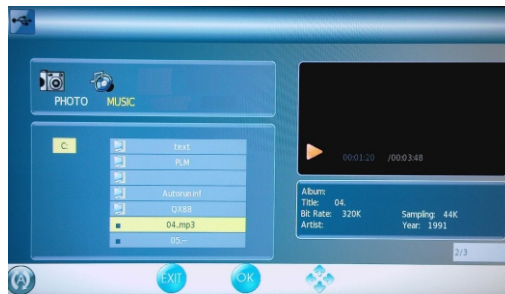 PHOTO MUSIC
C:
text
PLM
Autorun inf
QX88
04.mp3
05.~
00:01:20 /00:03:48
Album:
Title: 04.
Bit Rate: 320K Sampling: 44K
Artist: Year: 1991
2/3
EXIT OK